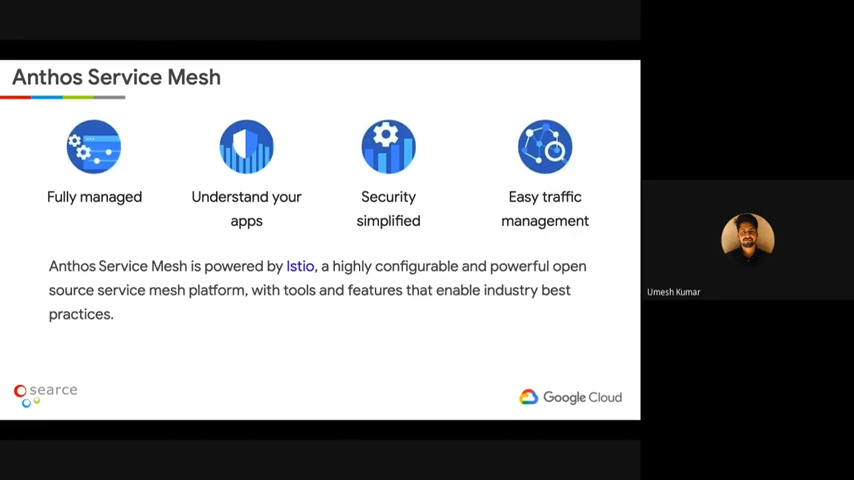 Anthos Service Mesh
Fully managed
Understand your
apps
Security
simplified
Easy traffic
management
Anthos Service Mesh is powered by Istio, a highly configurable and powerful open
source service mesh platform, with tools and features that enable industry best
practices.
searce
Google Cloud
Umesh Kumar